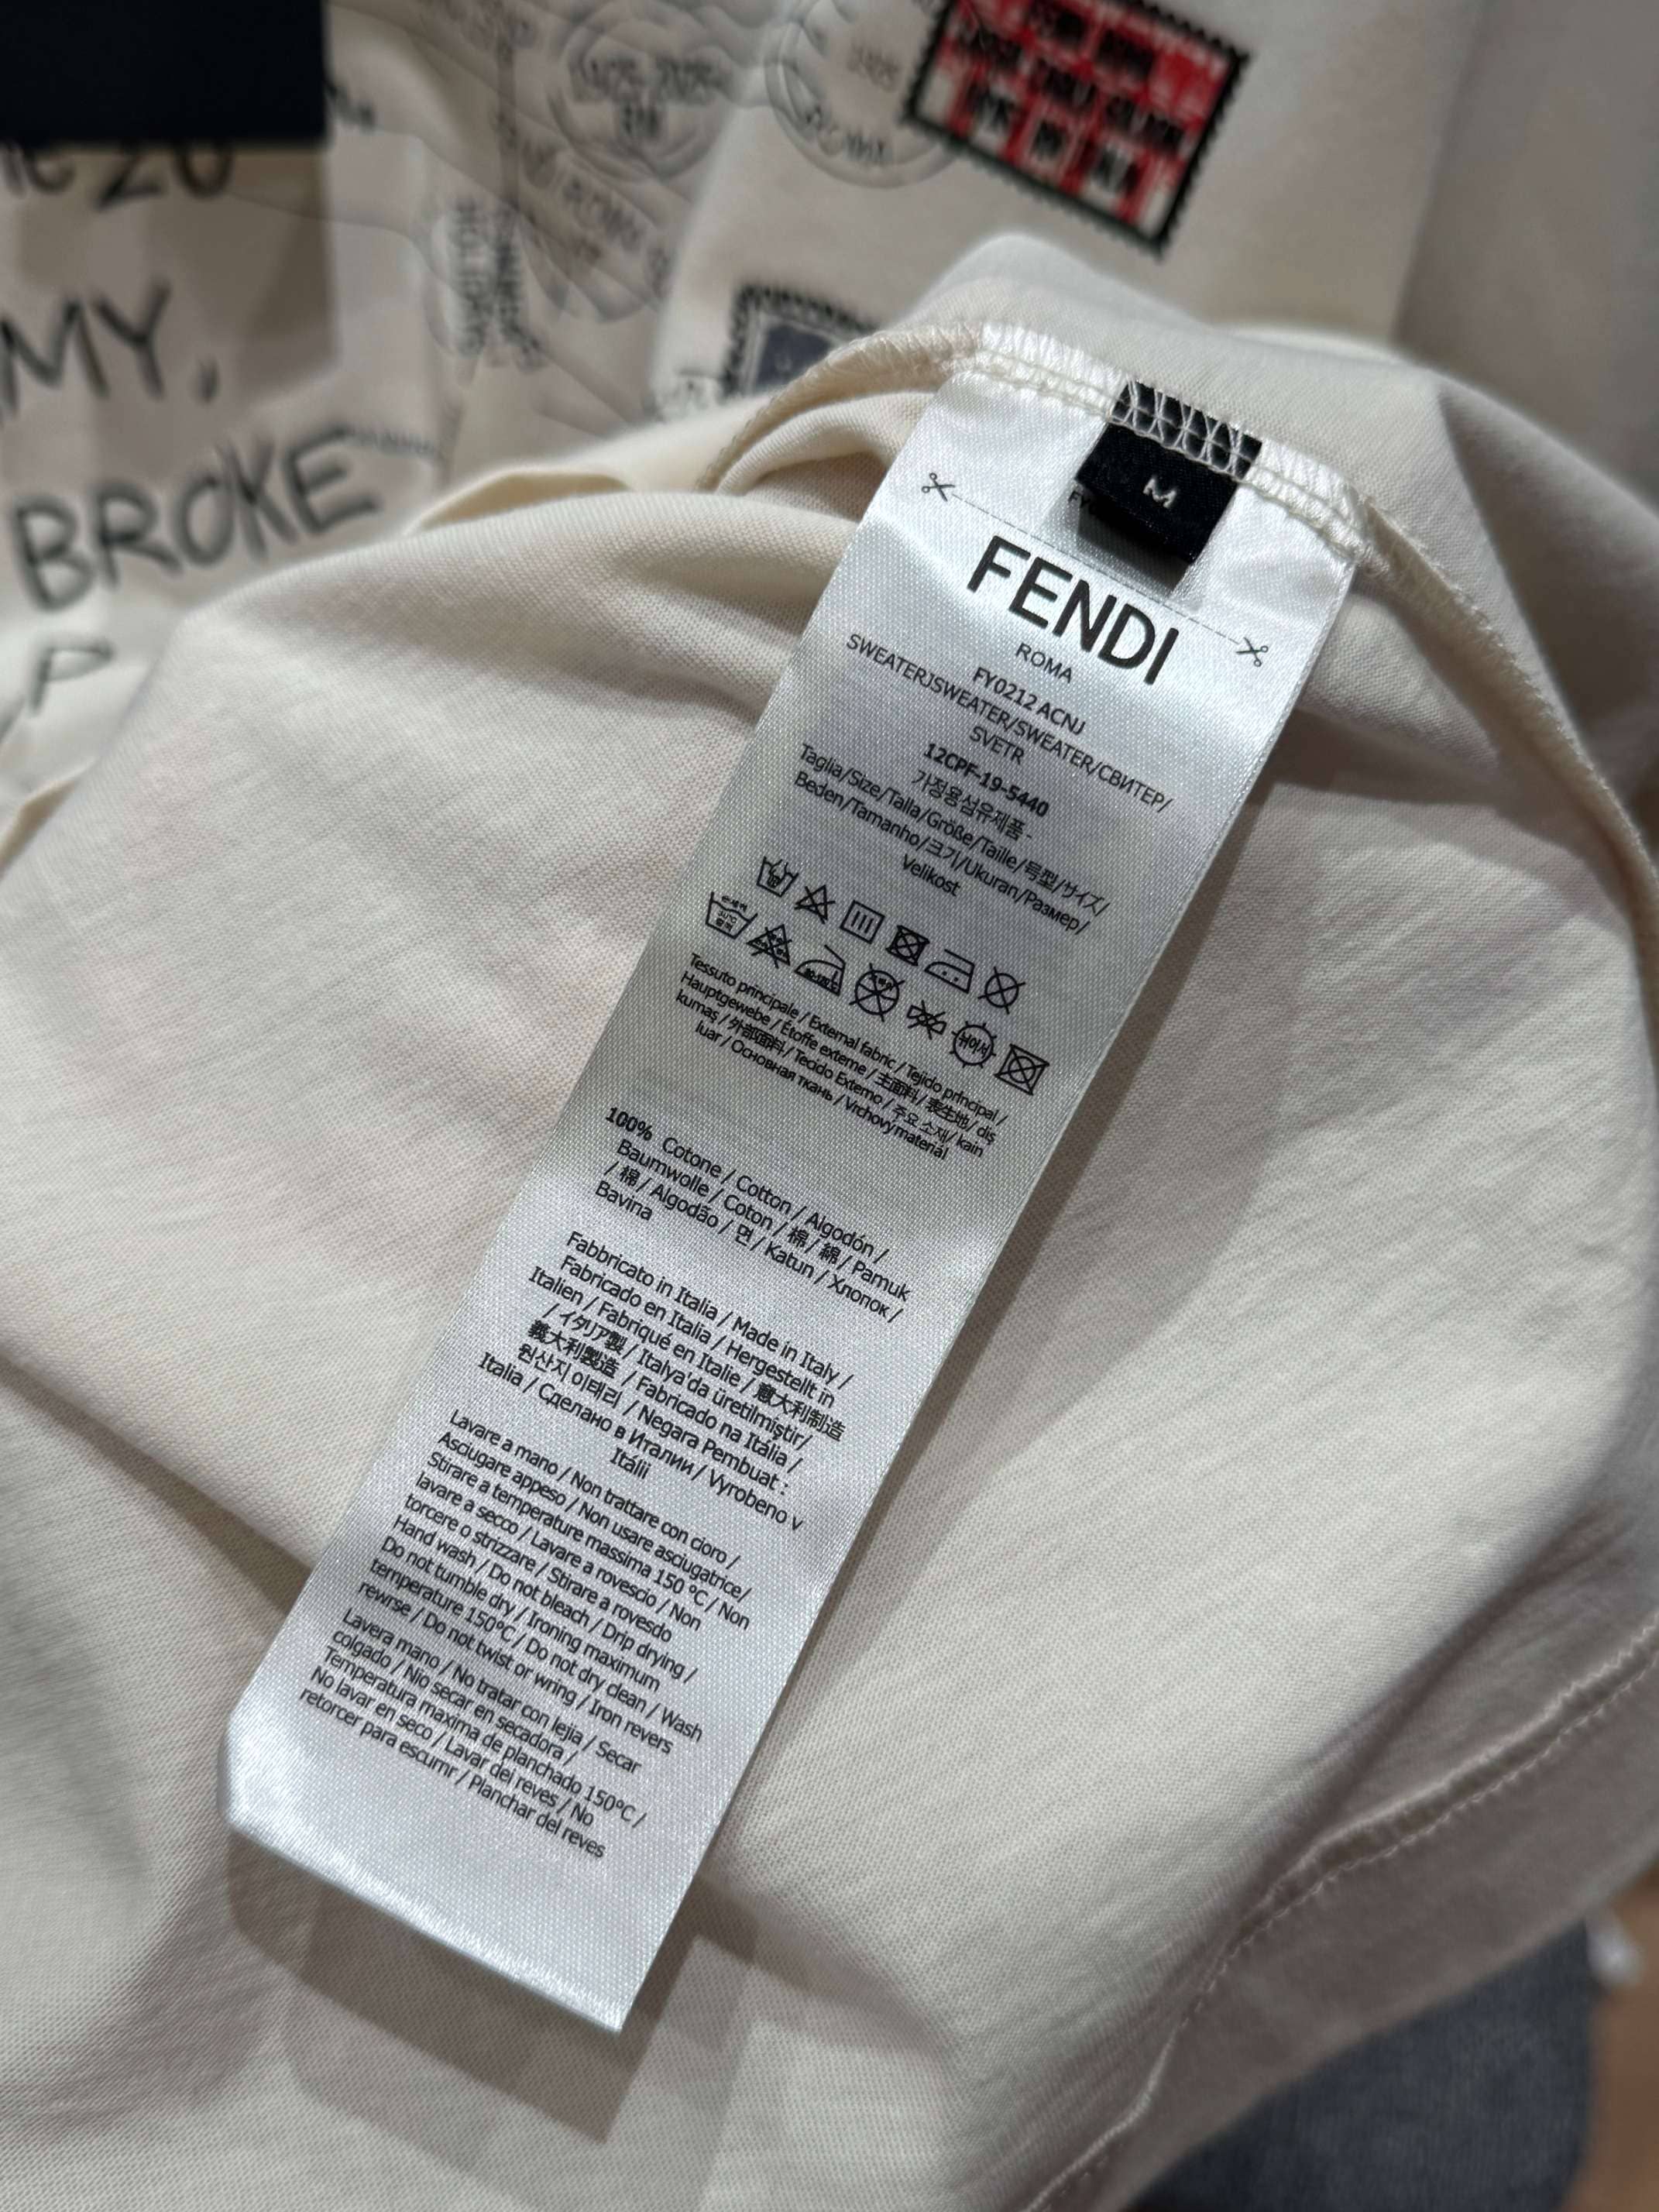 MY,
BROKE
M
FENDI
ROMA
FY0212 ACNJ
SWEATERJSWEATER/SWEATER/СВИТЕР/
SVETR
12CPF-19-5440
가정용섬유제품 -
Taglia/Size/Talla/Größe/Taille/号型/サイズ/
Beden/Tamanho/크기/Ukuran/Размер/
Velikost
Tessuto principale / External fabric / Tejido principal /
Hauptgewebe / Étoffe externe / 主面料 / 表生地 / diş
kumaş / 外部面料 / Tecido Externo / 주요 소재 / kain
luar / Основная ткань / Vrchový materiál
100% Cotone / Cotton / Algodón /
Baumwolle / Coton / 棉 / 綿 / Pamuk
/ 棉 / Algodão / 면 / Katun / Хлопок /
Bavina
Fabbricato in Italia / Made in Italy /
Fabricado en Italia / Hergestellt in
Italien / Fabriqué en Italie / 意大利制造
/ イタリア製 / Italya'da üretilmiştir/
義大利製造 / Fabricado na Itália /
원산지 이태리 / Negara Pembuat :
Italia / Сделано в Италии / Vyrobeno v
Itálii
Lavare a mano / Non trattare con cloro /
Asciugare appeso / Non usare asciugatrice/
Stirare a temperature massima 150 °C / Non
lavare a secco / Lavare a rovescio / Non
torcere o strizzare / Stirare a rovesdo
Hand wash / Do not bleach / Drip drying /
Do not tumble dry / Ironing maximum
temperature 150°C / Do not dry clean / Wash
rewrse / Do not twist or wring / Iron revers
Lavera mano / No tratar con lejia / Secar
colgado / Nio secar en secadora /
Temperatura maxima de planchado 150°C /
No lavar en seco / Lavar del reves / No
retorcer para escurrir / Planchar del reves